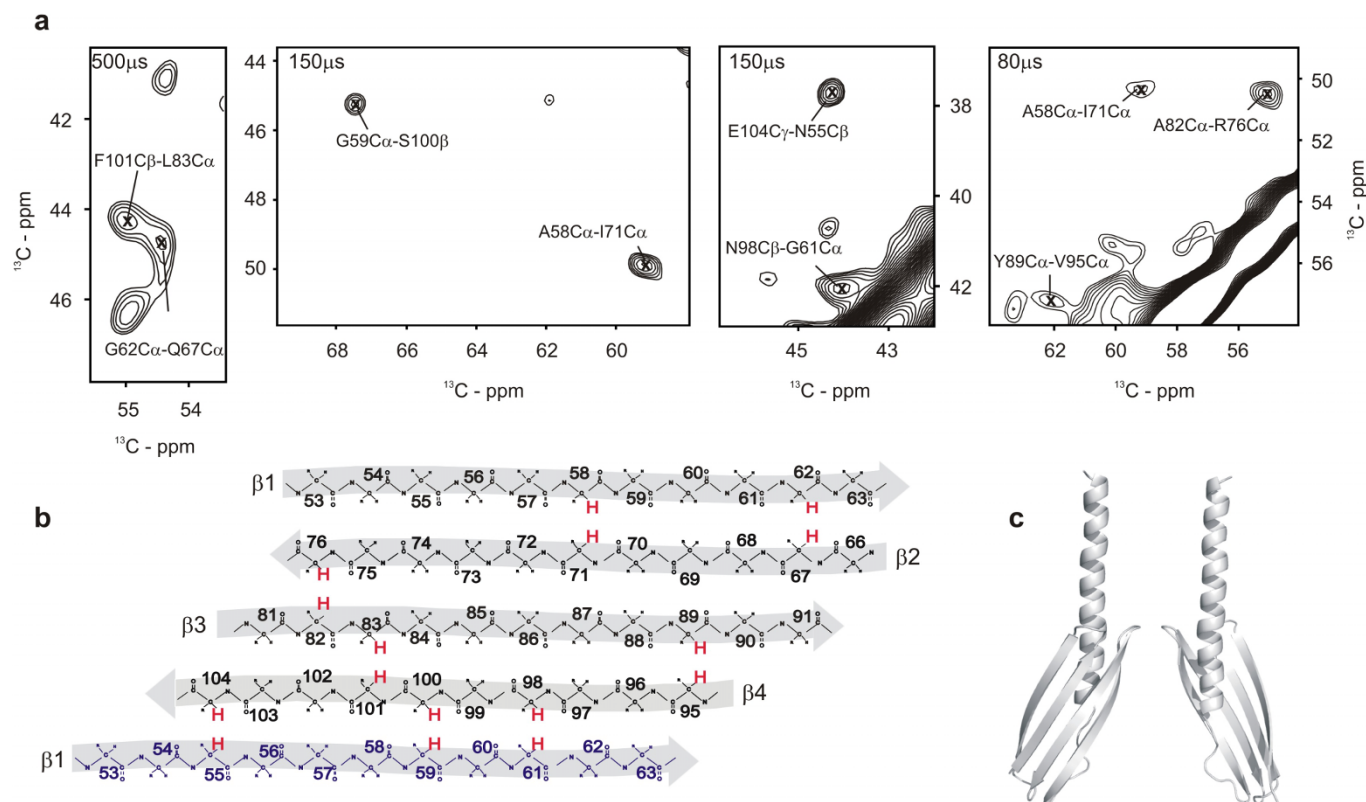 a
500μs
150μs
150μs
80μs
F101Cβ-L83Cα
G62Cα-Q67Cα
G59Cα-S100β
A58Cα-I71Cα
E104Cγ-N55Cβ
N98Cβ-G61Cα
A58Cα-I71Cα
A82Cα-R76Cα
Y89Cα-V95Cα
42
44
46
44
46
48
50
38
40
42
50
52
54
56
55 54
68 66 64 62 60
45 43
62 60 58 56
¹³C - ppm
¹³C - ppm
¹³C - ppm
¹³C - ppm
¹³C - ppm
¹³C - ppm
b
c
β1
54 56 58 60 62
53 55 57 59 61 63
H H
H H
76 74 72 70 68 66
75 73 71 69 67
β2
H
H
β3
81 83 85 87 89 91
82 84 86 88 90
H H
H H
104 102 100 98 96
103 101 99 97 95
β4
H H H
H H H
β1
54 56 58 60 62
53 55 57 59 61 63